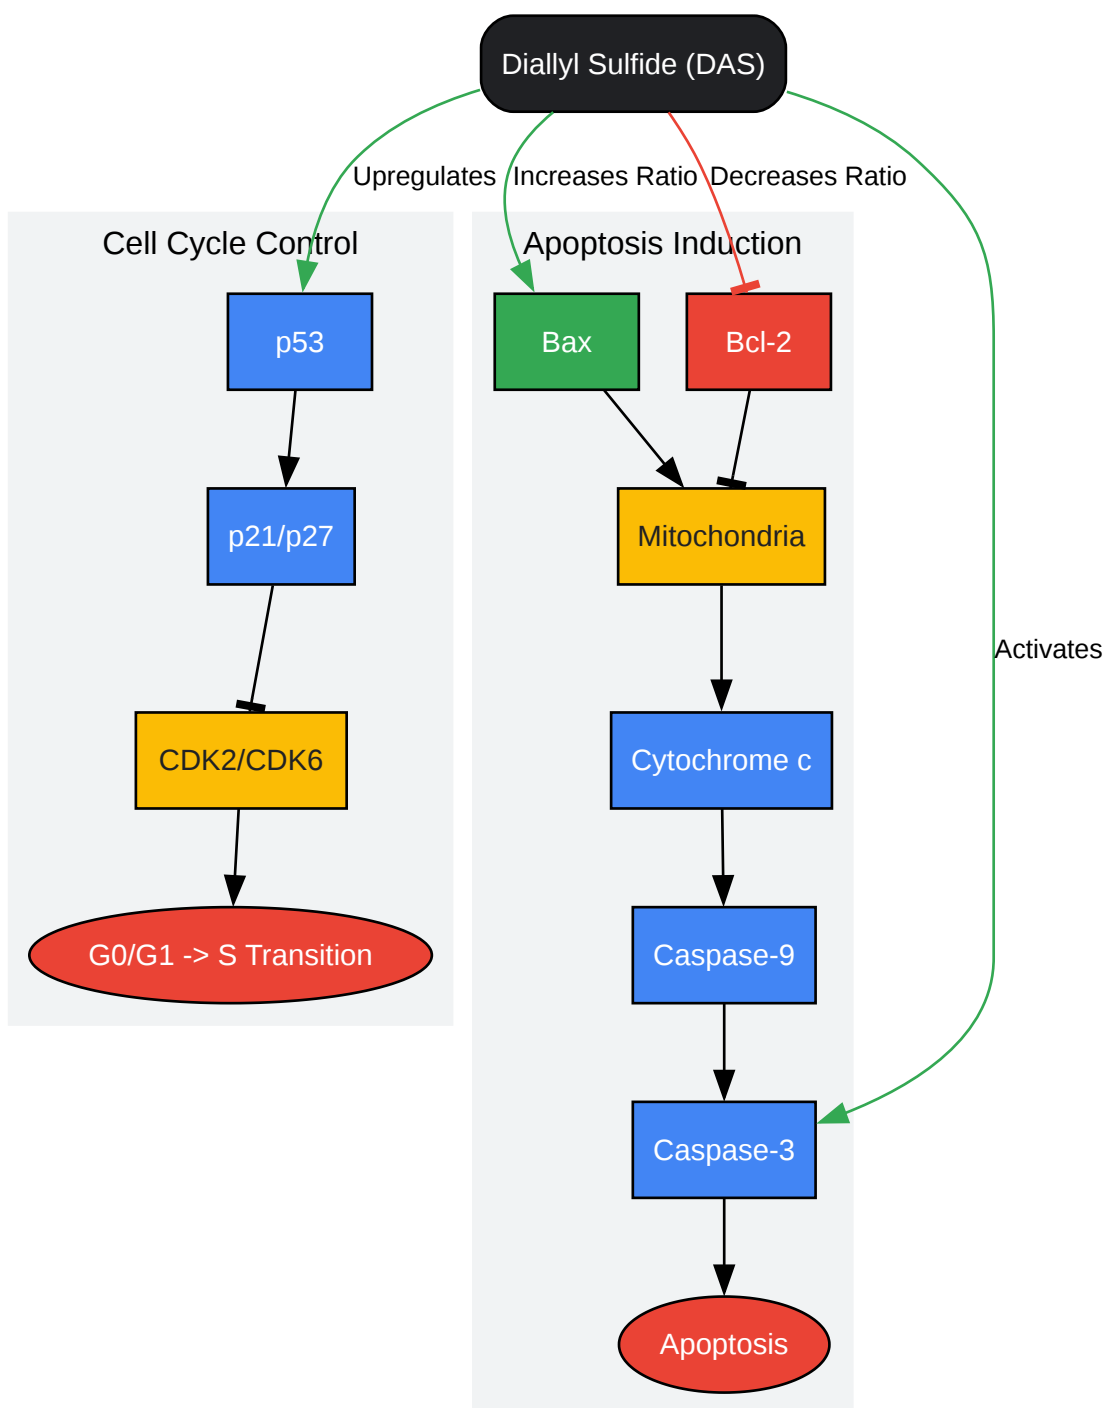 Diallyl Sulfide (DAS)
Upregulates
Increases Ratio
Decreases Ratio
Cell Cycle Control
Apoptosis Induction
p53
Bax
Bcl-2
p21/p27
Mitochondria
Activates
CDK2/CDK6
Cytochrome c
G0/G1 -> S Transition
Caspase-9
Caspase-3
Apoptosis